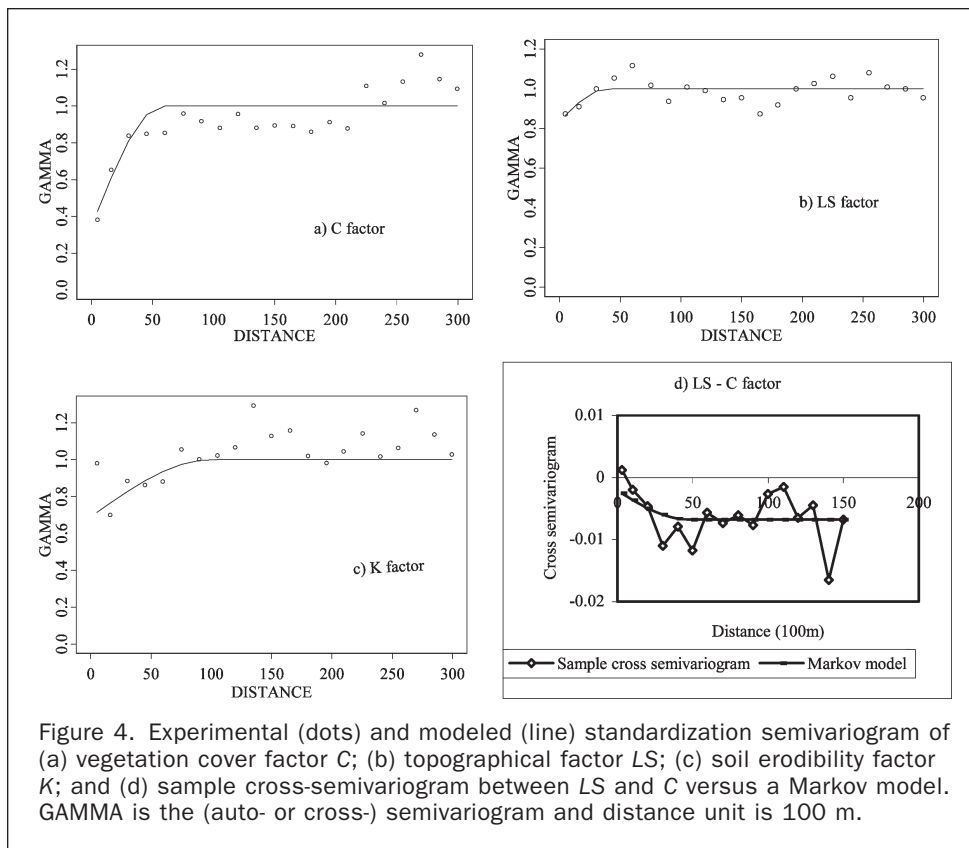 GAMMA
0.0 0.2 0.4 0.6 0.8 1.0 1.2
a) C factor
0 50 100 150 200 250 300
DISTANCE
GAMMA
0.0 0.2 0.4 0.6 0.8 1.0 1.2
b) LS factor
0 50 100 150 200 250 300
DISTANCE
GAMMA
0.0 0.2 0.4 0.6 0.8 1.0 1.2
c) K factor
0 50 100 150 200 250 300
DISTANCE
d) LS - C factor
Cross semivariogram
0.01
0
-0.01
-0.02
0 50 100 150 200
Distance (100m)
Sample cross semivariogram Markov model
Figure 4. Experimental (dots) and modeled (line) standardization semivariogram of
(a) vegetation cover factor C; (b) topographical factor LS; (c) soil erodibility factor
K; and (d) sample cross-semivariogram between LS and C versus a Markov model.
GAMMA is the (auto- or cross-) semivariogram and distance unit is 100 m.